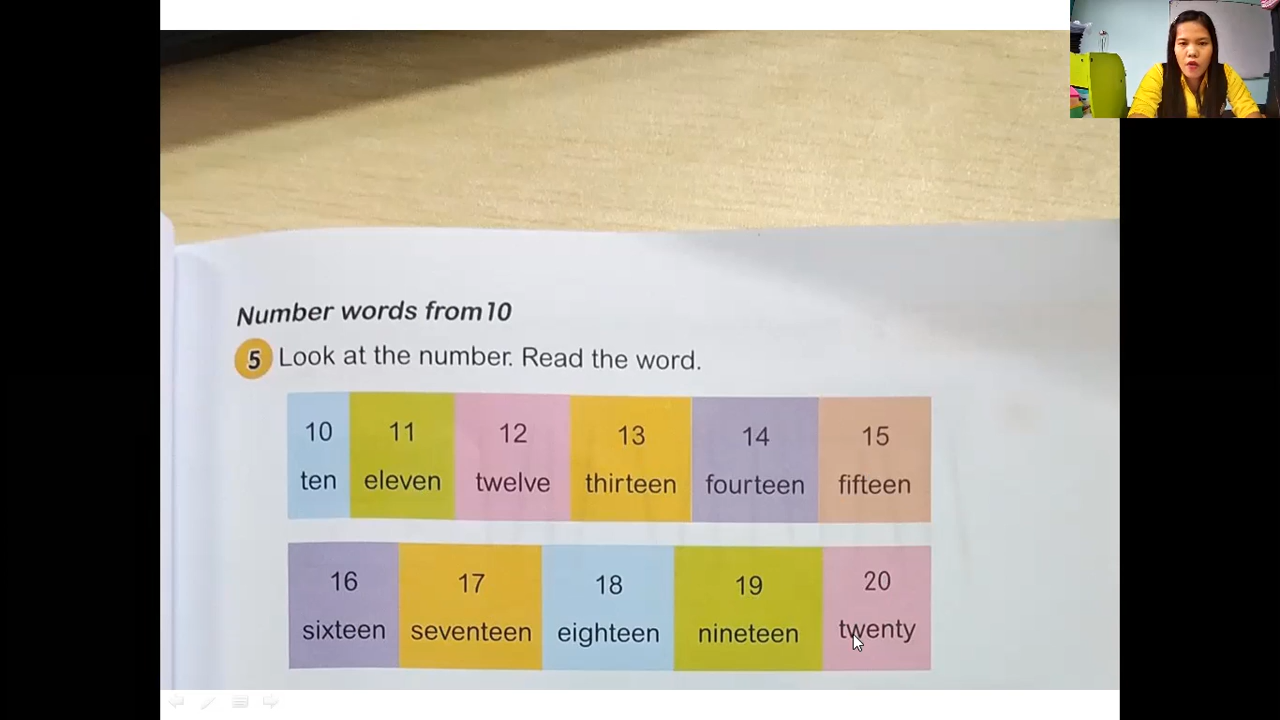 Number words from 10
5 Look at the number. Read the word.
10 11 12 13 14 15
ten eleven twelve thirteen fourteen fifteen
16 17 18 19 20
sixteen seventeen eighteen nineteen twenty